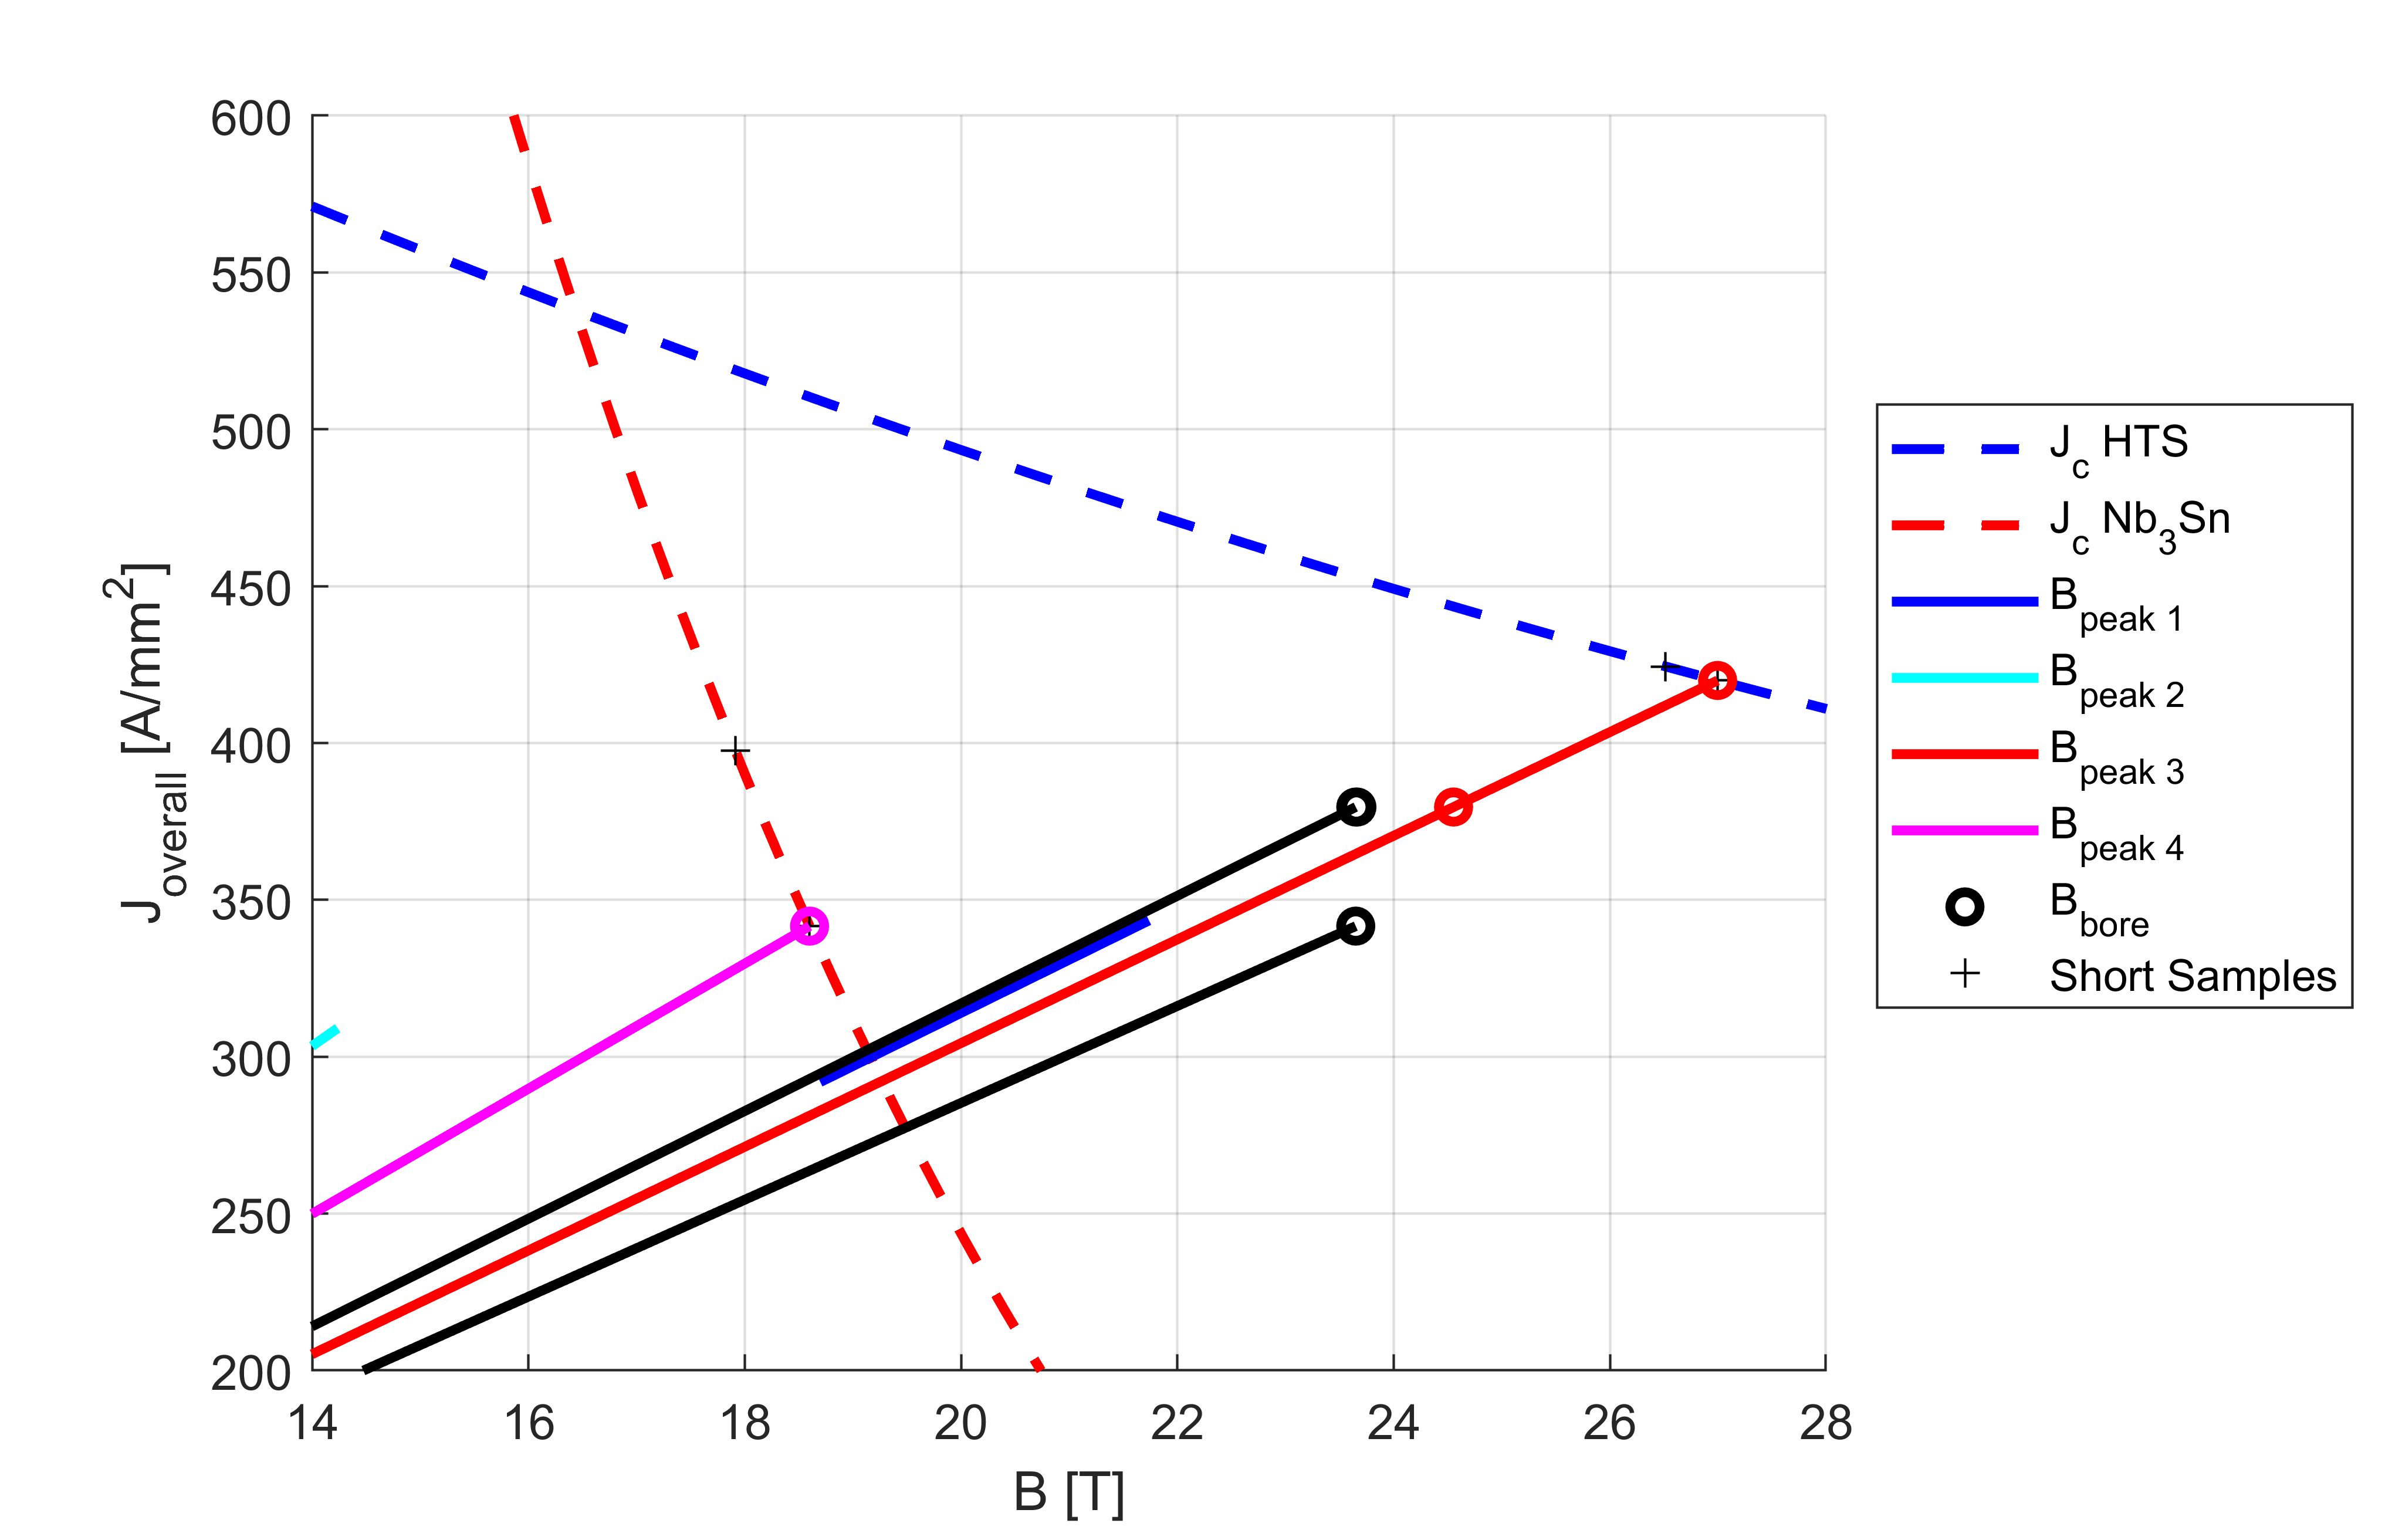 600
550
500
450
400
350
300
250
200
14 16 18 20 22 24 26 28
B [T]
J_overall [A/mm^2]
J_c HTS
J_c Nb_3Sn
B_peak 1
B_peak 2
B_peak 3
B_peak 4
B_bore
Short Samples